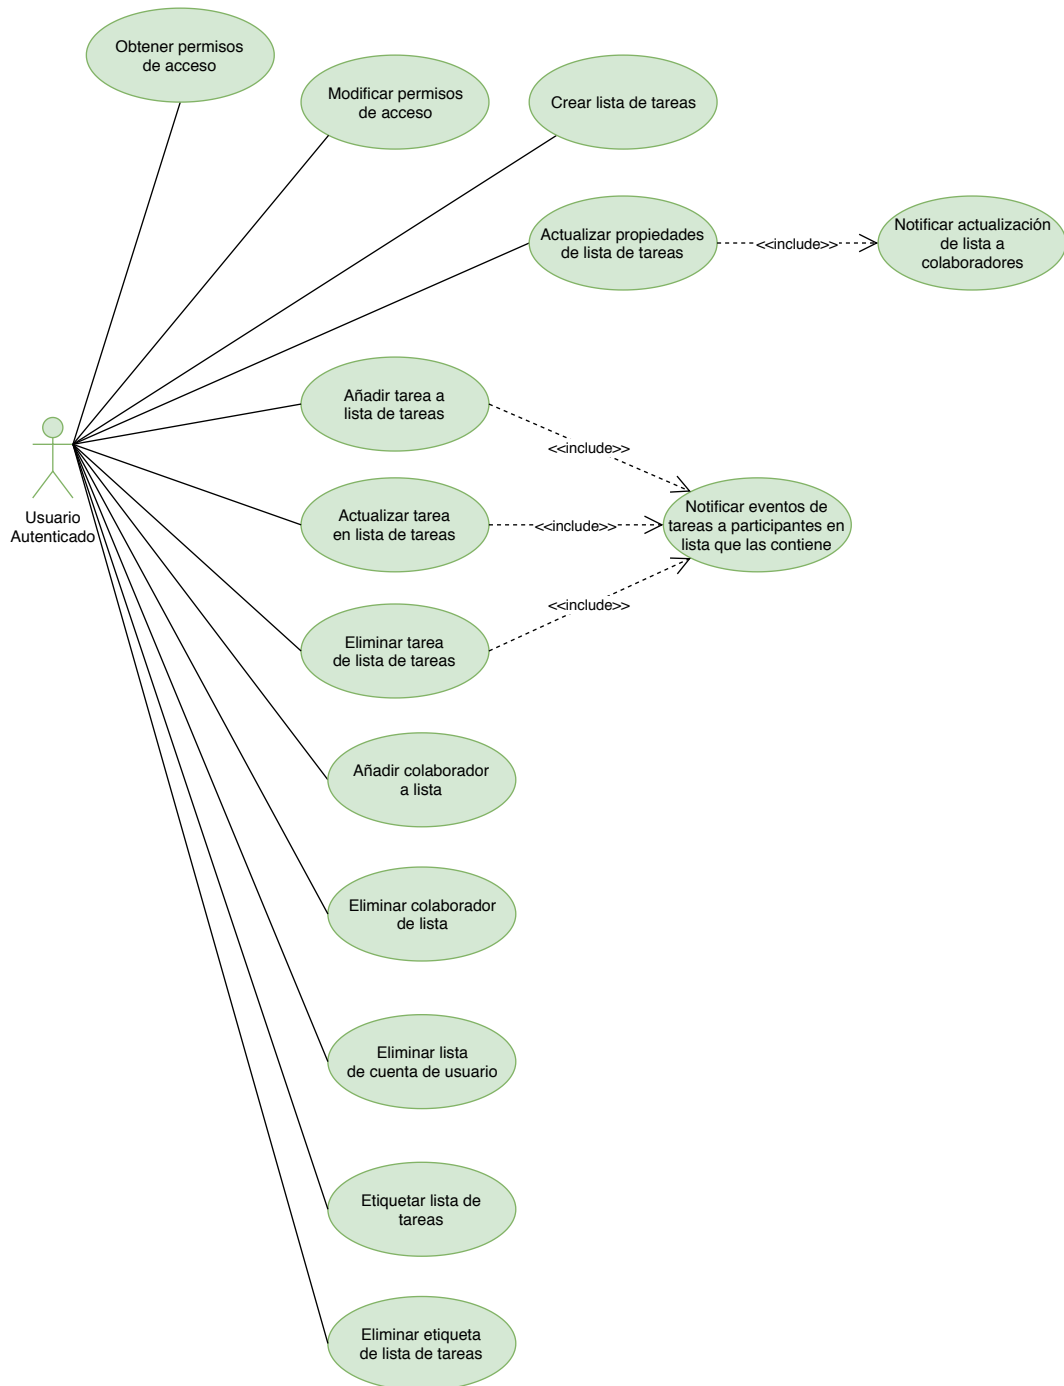 Obtener permisos
de acceso
Modificar permisos
de acceso
Crear lista de tareas
Actualizar propiedades
de lista de tareas
<<include>>
Notificar actualización
de lista a
colaboradores
Añadir tarea a
lista de tareas
<<include>>
Usuario
Autenticado
Actualizar tarea
en lista de tareas
<<include>>
Notificar eventos de
tareas a participantes en
lista que las contiene
<<include>>
Eliminar tarea
de lista de tareas
Añadir colaborador
a lista
Eliminar colaborador
de lista
Eliminar lista
de cuenta de usuario
Etiquetar lista de
tareas
Eliminar etiqueta
de lista de tareas